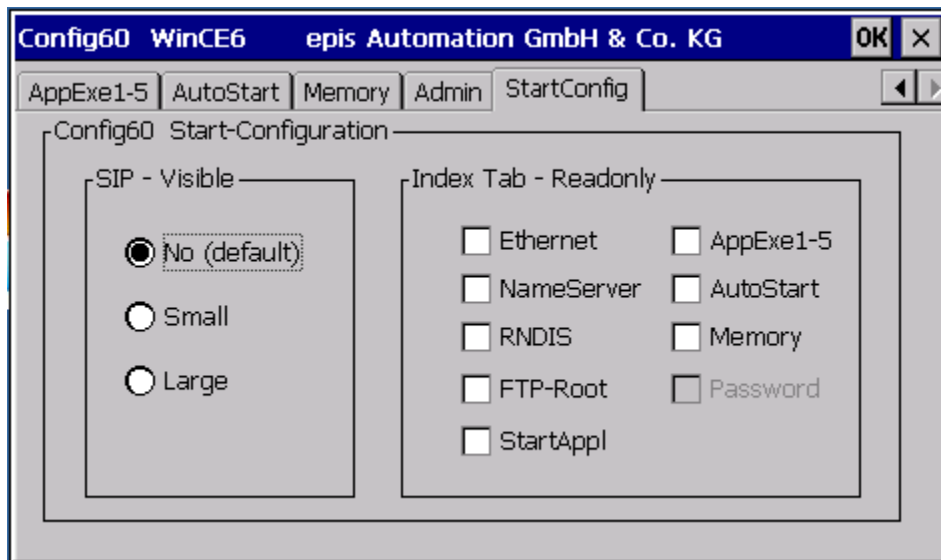 Config60 WinCE6 epis Automation GmbH & Co. KG OK ×
AppExe1-5 AutoStart Memory Admin StartConfig
Config60 Start-Configuration
SIP - Visible
No (default)
Small
Large
Index Tab - Readonly
Ethernet
NameServer
RNDIS
FTP-Root
StartAppl
AppExe1-5
AutoStart
Memory
Password